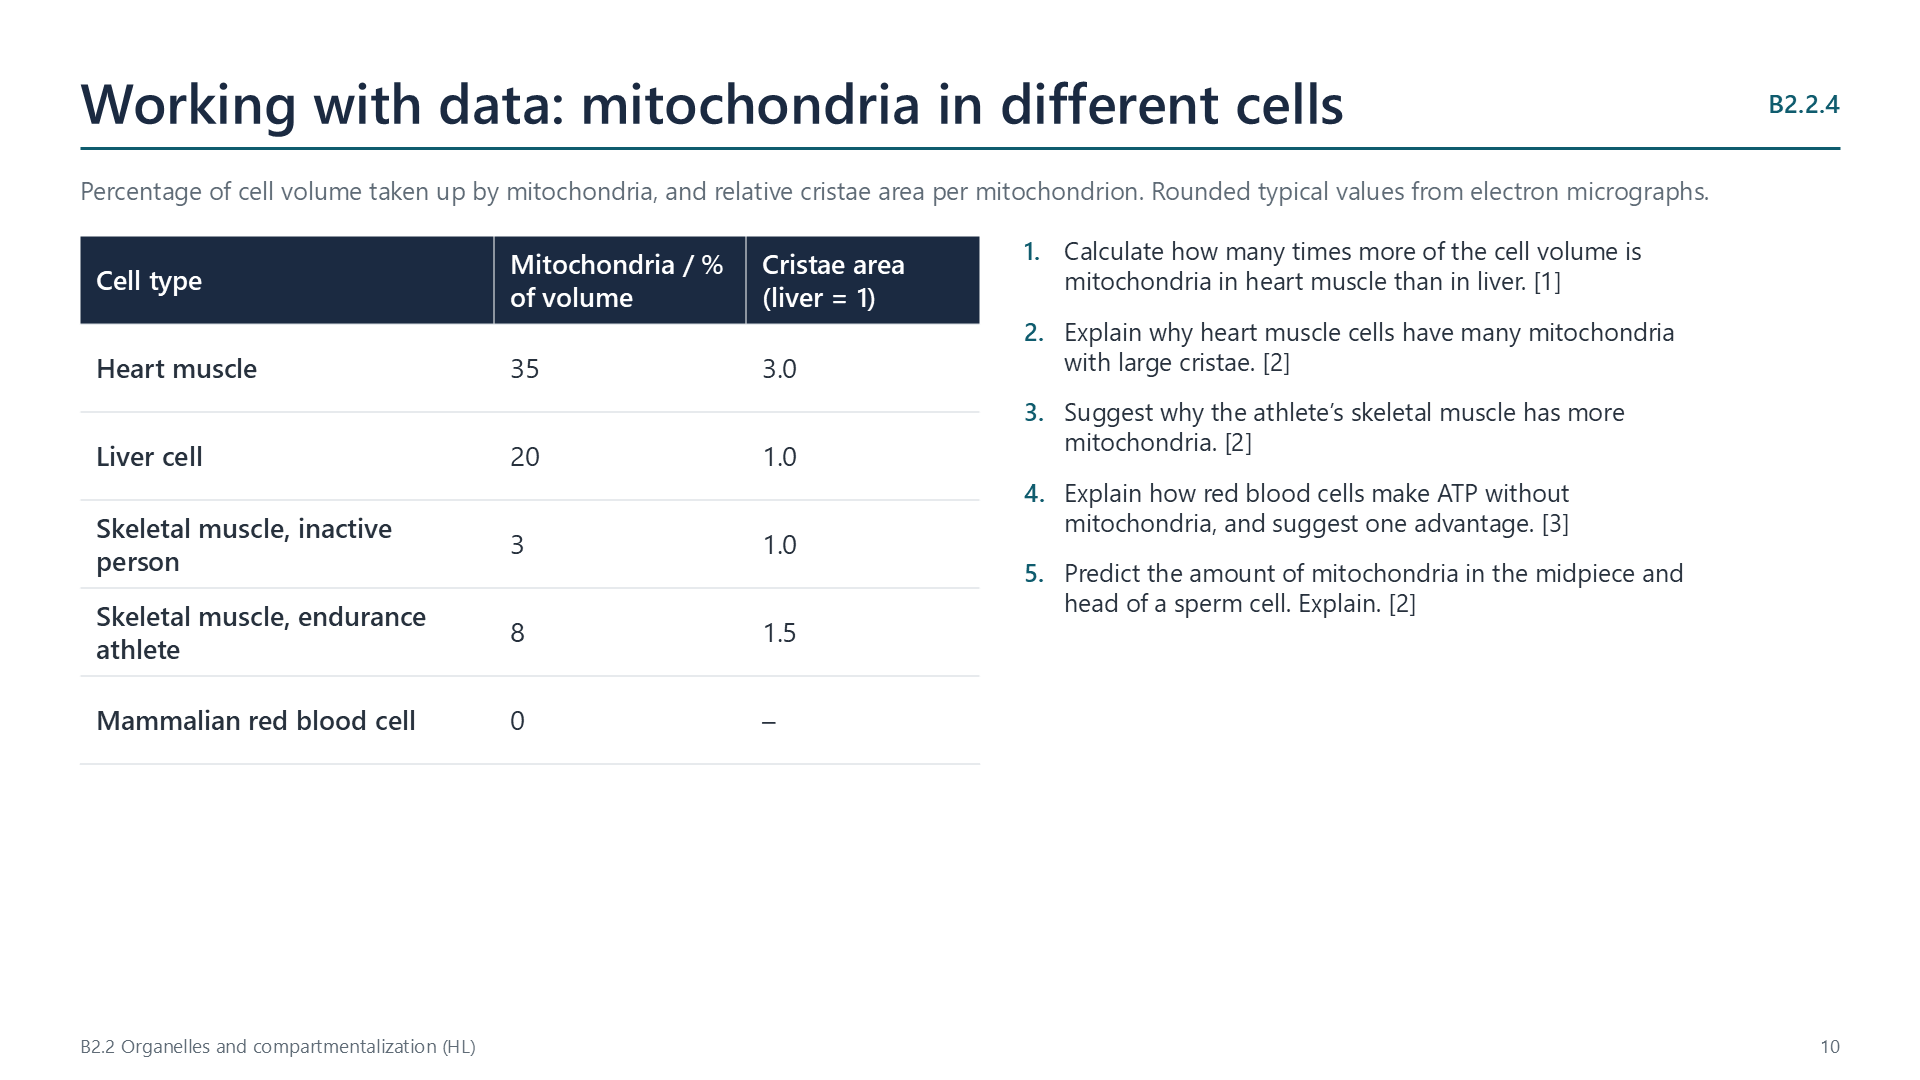 Working with data: mitochondria in different cells
B2.2.4
Percentage of cell volume taken up by mitochondria, and relative cristae area per mitochondrion. Rounded typical values from electron micrographs.
Cell type
Mitochondria / %
of volume
Cristae area
(liver = 1)
Heart muscle
35
3.0
Liver cell
20
1.0
Skeletal muscle, inactive
person
3
1.0
Skeletal muscle, endurance
athlete
8
1.5
Mammalian red blood cell
0
–
1. Calculate how many times more of the cell volume is
mitochondria in heart muscle than in liver. [1]
2. Explain why heart muscle cells have many mitochondria
with large cristae. [2]
3. Suggest why the athlete’s skeletal muscle has more
mitochondria. [2]
4. Explain how red blood cells make ATP without
mitochondria, and suggest one advantage. [3]
5. Predict the amount of mitochondria in the midpiece and
head of a sperm cell. Explain. [2]
B2.2 Organelles and compartmentalization (HL)
10